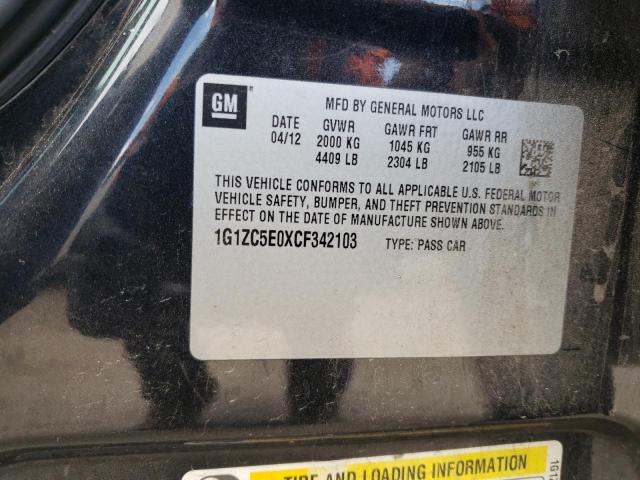 GM
MFD BY GENERAL MOTORS LLC
DATE GVWR GAWR FRT GAWR RR
04/12 2000 KG 1045 KG 955 KG
4409 LB 2304 LB 2105 LB
THIS VEHICLE CONFORMS TO ALL APPLICABLE U.S. FEDERAL MOTOR
VEHICLE SAFETY, BUMPER, AND THEFT PREVENTION STANDARDS IN
EFFECT ON THE DATE OF MANUFACTURE SHOWN ABOVE.
1G1ZC5E0XCF342103 TYPE: PASS CAR
TIRE AND LOADING INFORMATION